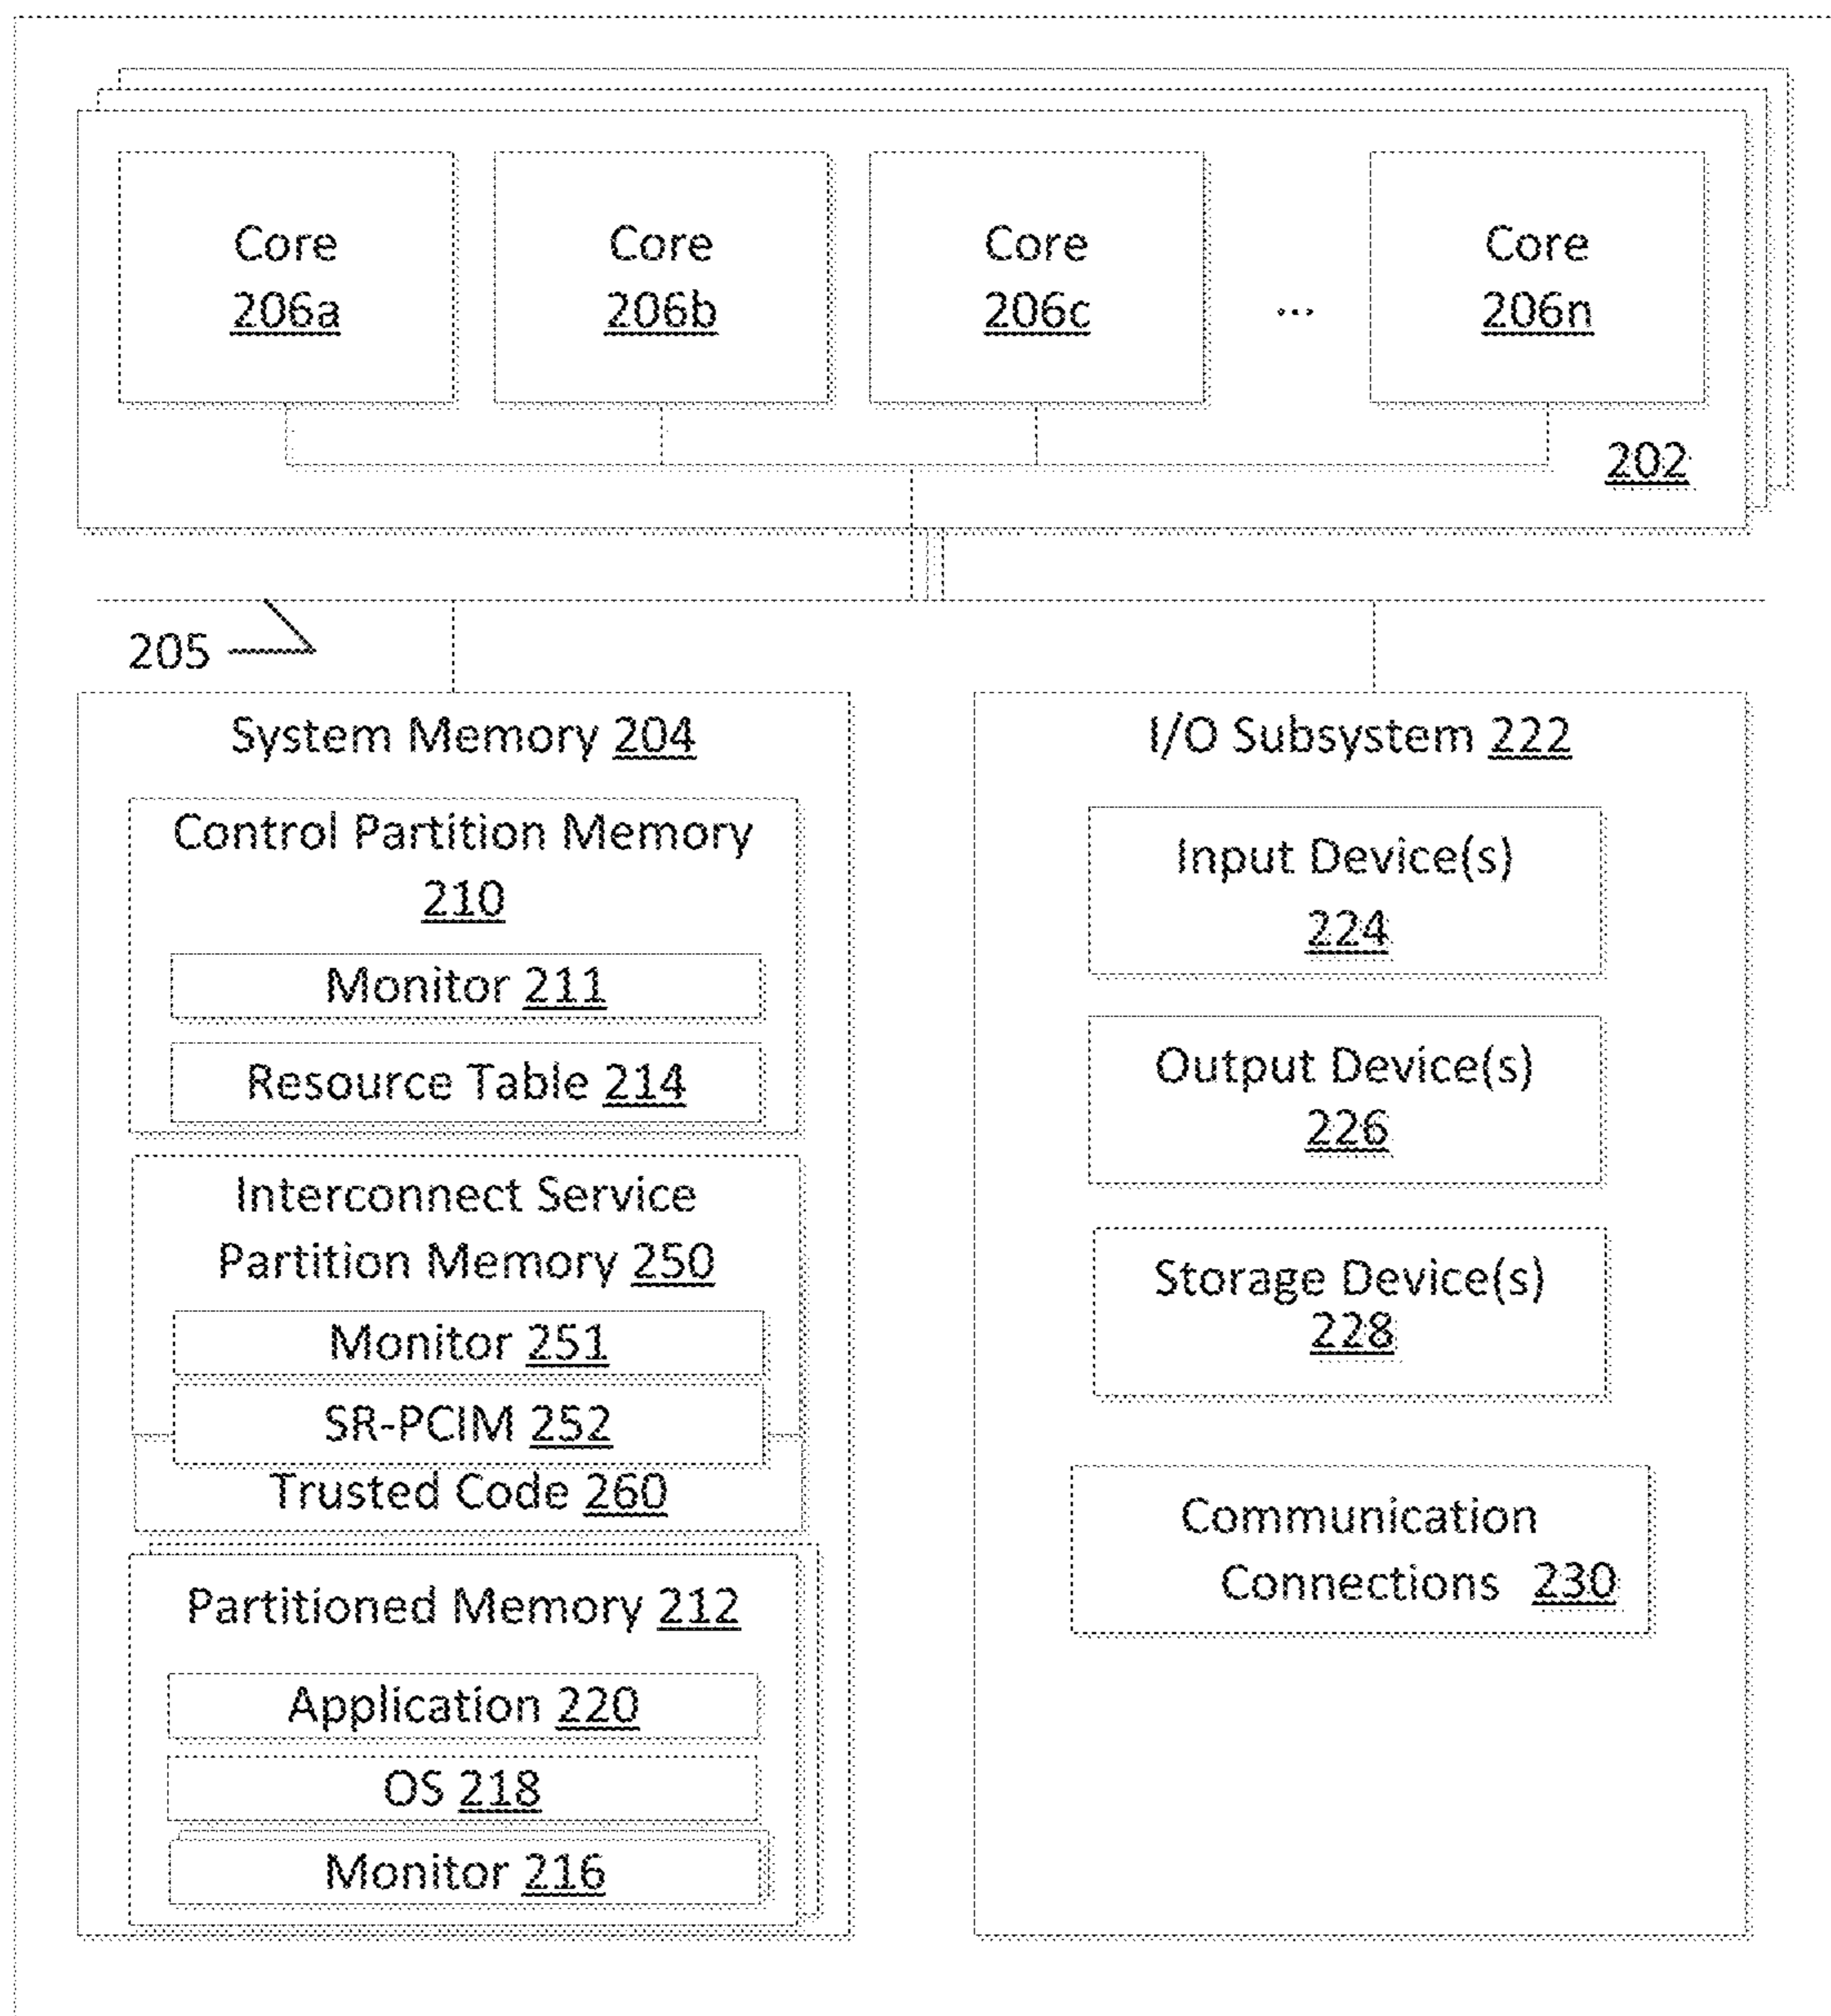 Core
206a
Core
206b
Core
206c
...
Core
206n
202
205
System Memory 204
Control Partition Memory
210
Monitor 211
Resource Table 214
Interconnect Service
Partition Memory 250
Monitor 251
SR-PCIM 252
Trusted Code 260
Partitioned Memory 212
Application 220
OS 218
Monitor 216
I/O Subsystem 222
Input Device(s)
224
Output Device(s)
226
Storage Device(s)
228
Communication
Connections 230